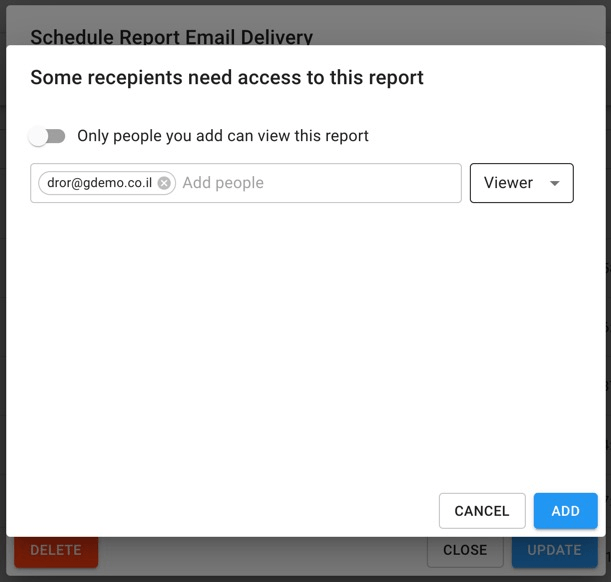 Schedule Report Email Delivery
Some recepients need access to this report
Only people you add can view this report
dror@gdemo.co.il Add people Viewer
CANCEL ADD
DELETE CLOSE UPDATE